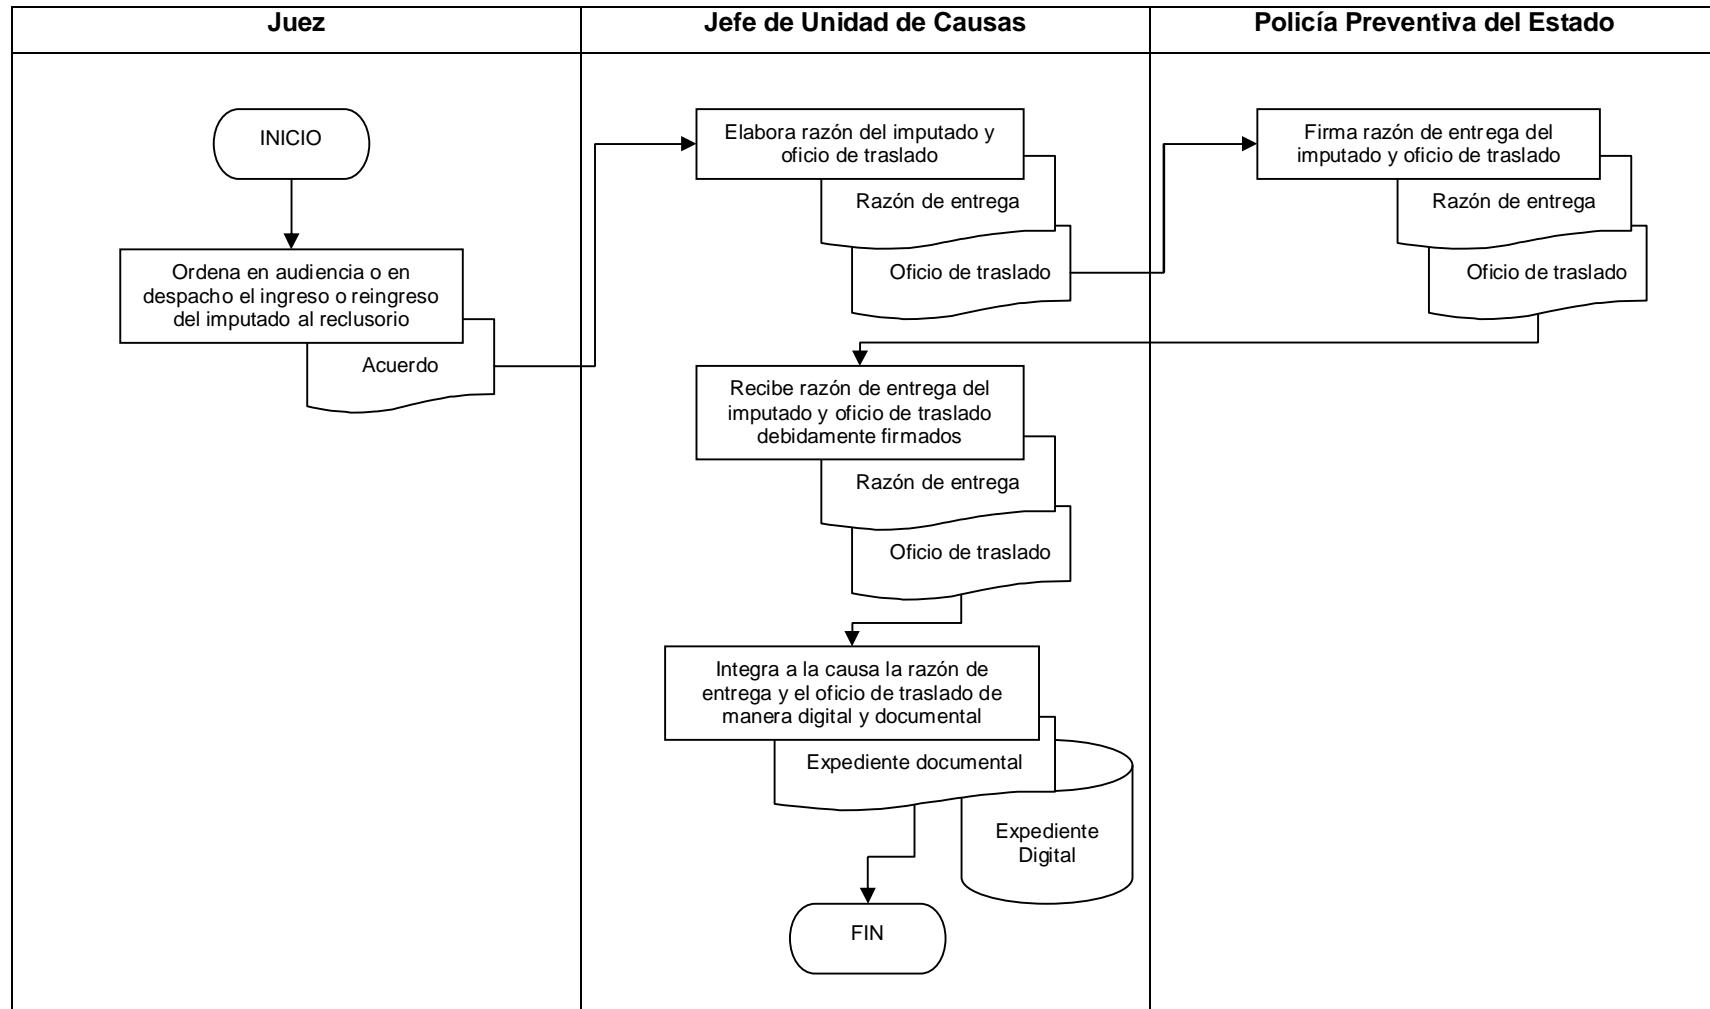 Juez
Jefe de Unidad de Causas
Policía Preventiva del Estado
INICIO
Ordena en audiencia o en
despacho el ingreso o reingreso
del imputado al reclusorio
Acuerdo
Elabora razón del imputado y
oficio de traslado
Razón de entrega
Oficio de traslado
Firma razón de entrega del
imputado y oficio de traslado
Razón de entrega
Oficio de traslado
Recibe razón de entrega del
imputado y oficio de traslado
debidamente firmados
Razón de entrega
Oficio de traslado
Integra a la causa la razón de
entrega y el oficio de traslado de
manera digital y documental
Expediente documental
Expediente
Digital
FIN